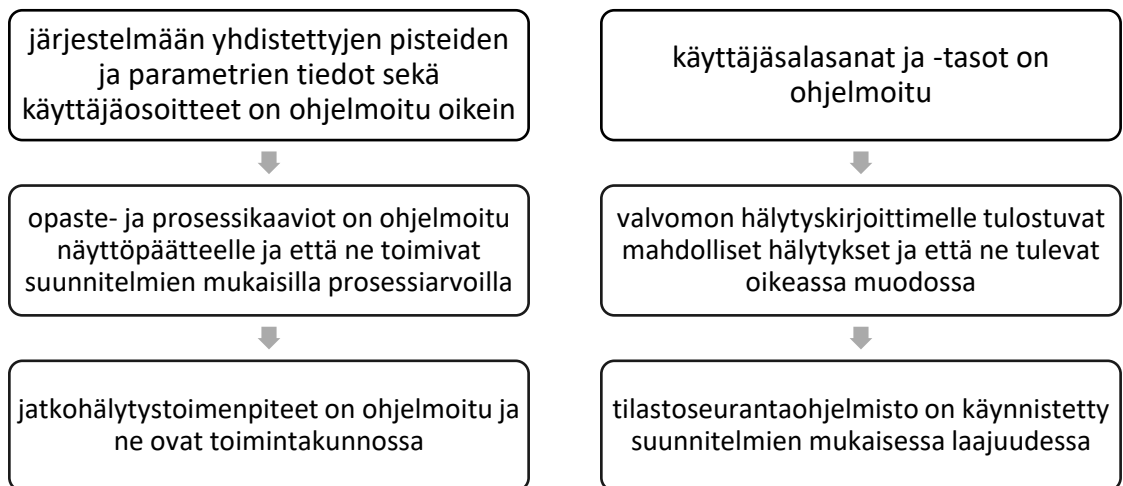 järjestelmään yhdistettyjen pisteiden
ja parametrien tiedot sekä
käyttäjäosoitteet on ohjelmoitu oikein
opaste- ja prosessikaaviot on ohjelmoitu
näyttöpäätteelle ja että ne toimivat
suunnitelmien mukaisilla prosessiarvoilla
jatkohälytystoimenpiteet on ohjelmoitu ja
ne ovat toimintakunnossa
käyttäjäsalasanat ja -tasot on
ohjelmoitu
valvomon hälytyskirjoittimelle tulostuvat
mahdolliset hälytykset ja että ne tulevat
oikeassa muodossa
tilastoseurantaohjelmisto on käynnistetty
suunnitelmien mukaisessa laajuudessa